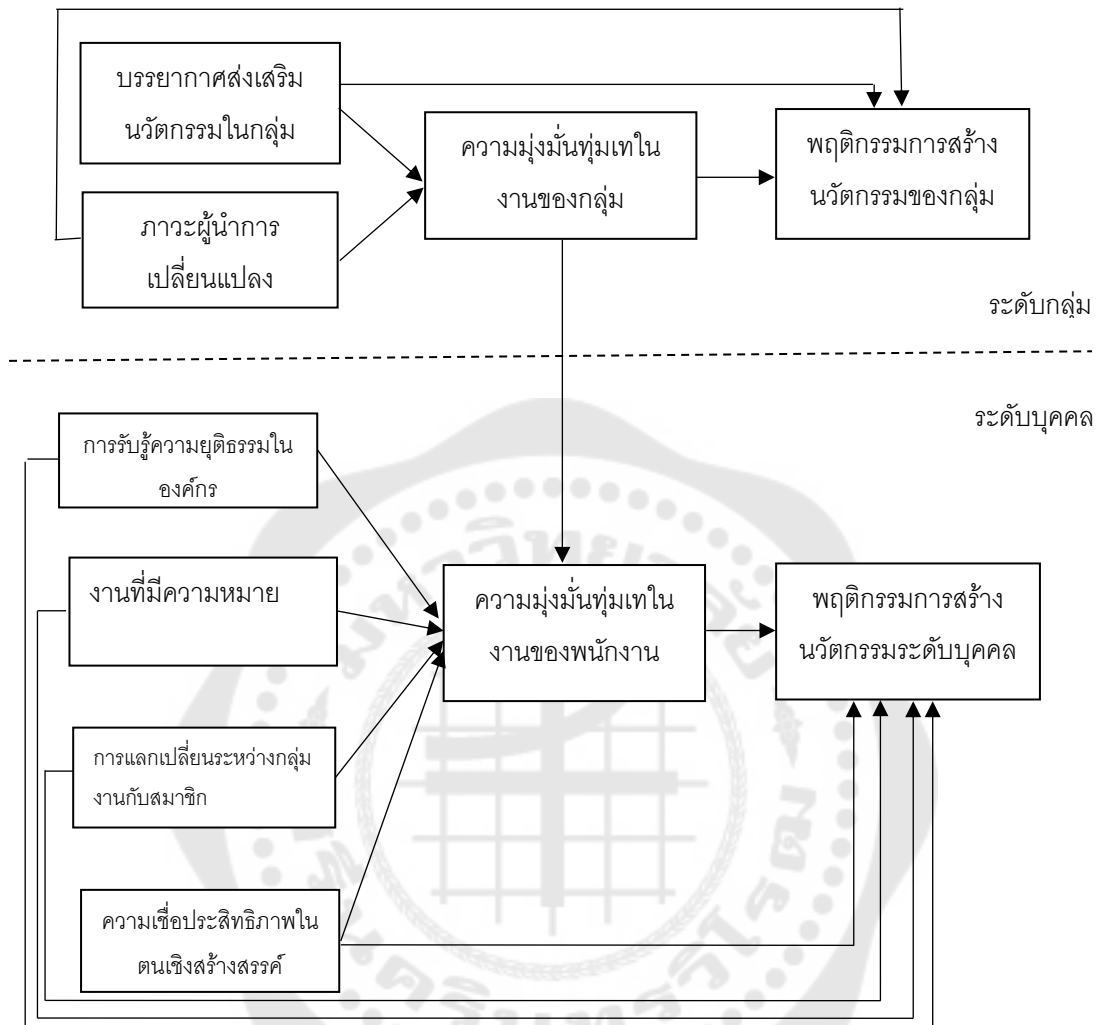 บรรยากาศส่งเสริม
นวัตกรรมในกลุ่ม
ภาวะผู้นำการ
เปลี่ยนแปลง
ความมุ่งมั่นทุ่มเทใน
งานของกลุ่ม
พฤติกรรมการสร้าง
นวัตกรรมของกลุ่ม
ระดับกลุ่ม
ระดับบุคคล
การรับรู้ความยุติธรรมใน
องค์กร
งานที่มีความหมาย
การแลกเปลี่ยนระหว่างกลุ่ม
งานกับสมาชิก
ความเชื่อประสิทธิภาพใน
ตนเชิงสร้างสรรค์
ความมุ่งมั่นทุ่มเทใน
งานของพนักงาน
พฤติกรรมการสร้าง
นวัตกรรมระดับบุคคล